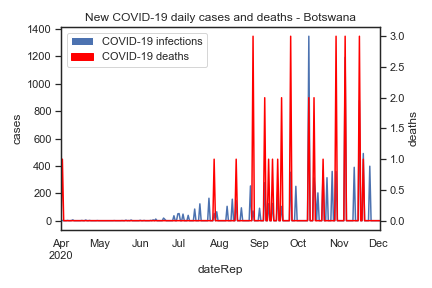 New COVID-19 daily cases and deaths - Botswana
COVID-19 infections
COVID-19 deaths
1400
1200
1000
800
600
400
200
0
cases
3.0
2.5
2.0
1.5
1.0
0.5
0.0
deaths
Apr May Jun Jul Aug Sep Oct Nov Dec
2020
dateRep